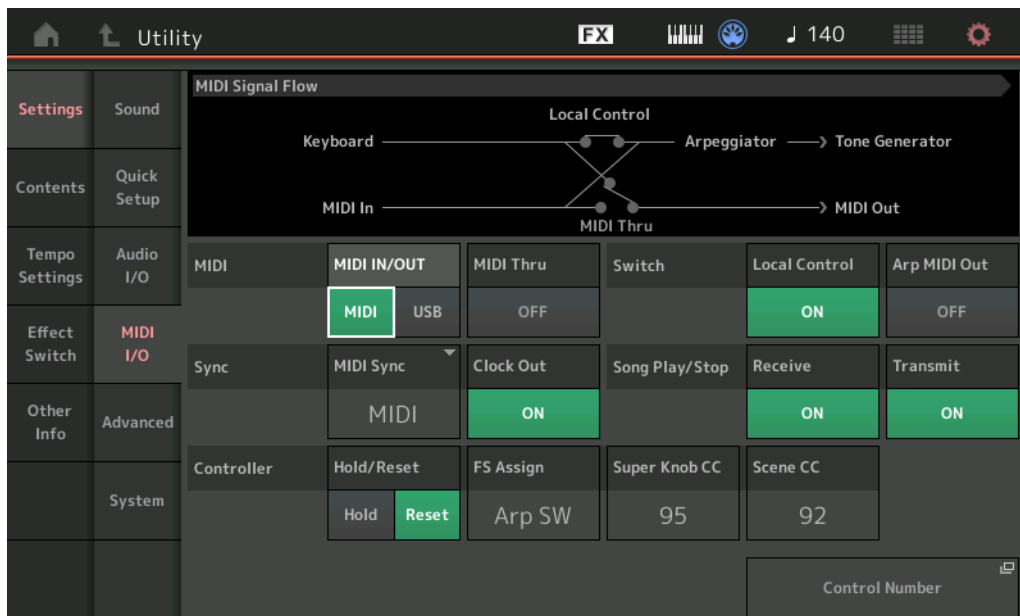 Utility
FX
♩ 140
Settings
Contents
Tempo
Settings
Effect
Switch
Other
Info
Sound
Quick
Setup
Audio
I/O
MIDI
I/O
Advanced
System
MIDI Signal Flow
Local Control
Keyboard
Arpeggiator
Tone Generator
MIDI In
MIDI Out
MIDI Thru
MIDI
MIDI IN/OUT
MIDI Thru
Switch
Local Control
Arp MIDI Out
MIDI
USB
OFF
ON
OFF
Sync
MIDI Sync
Clock Out
Song Play/Stop
Receive
Transmit
MIDI
ON
ON
ON
Controller
Hold/Reset
FS Assign
Super Knob CC
Scene CC
Hold
Reset
Arp SW
95
92
Control Number